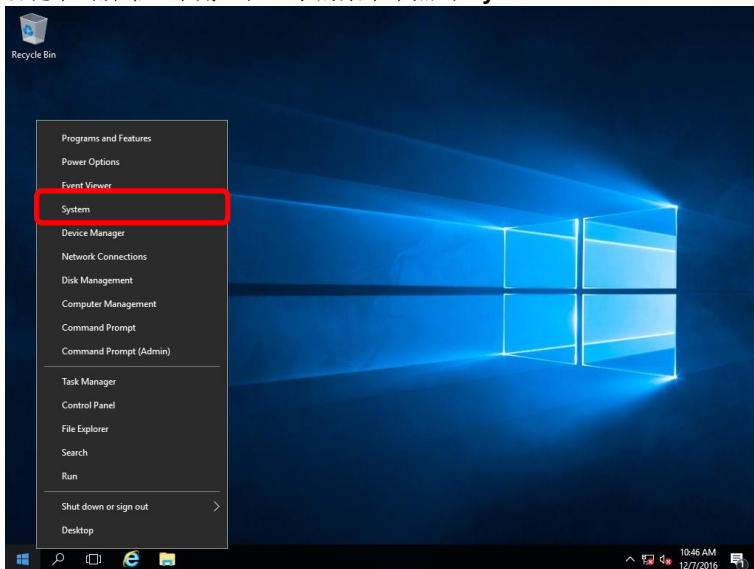 Recycle Bin
Programs and Features
Power Options
Event Viewer
System
Device Manager
Network Connections
Disk Management
Computer Management
Command Prompt
Command Prompt (Admin)
Task Manager
Control Panel
File Explorer
Search
Run
Shut down or sign out
Desktop
10:46 AM
12/7/2016